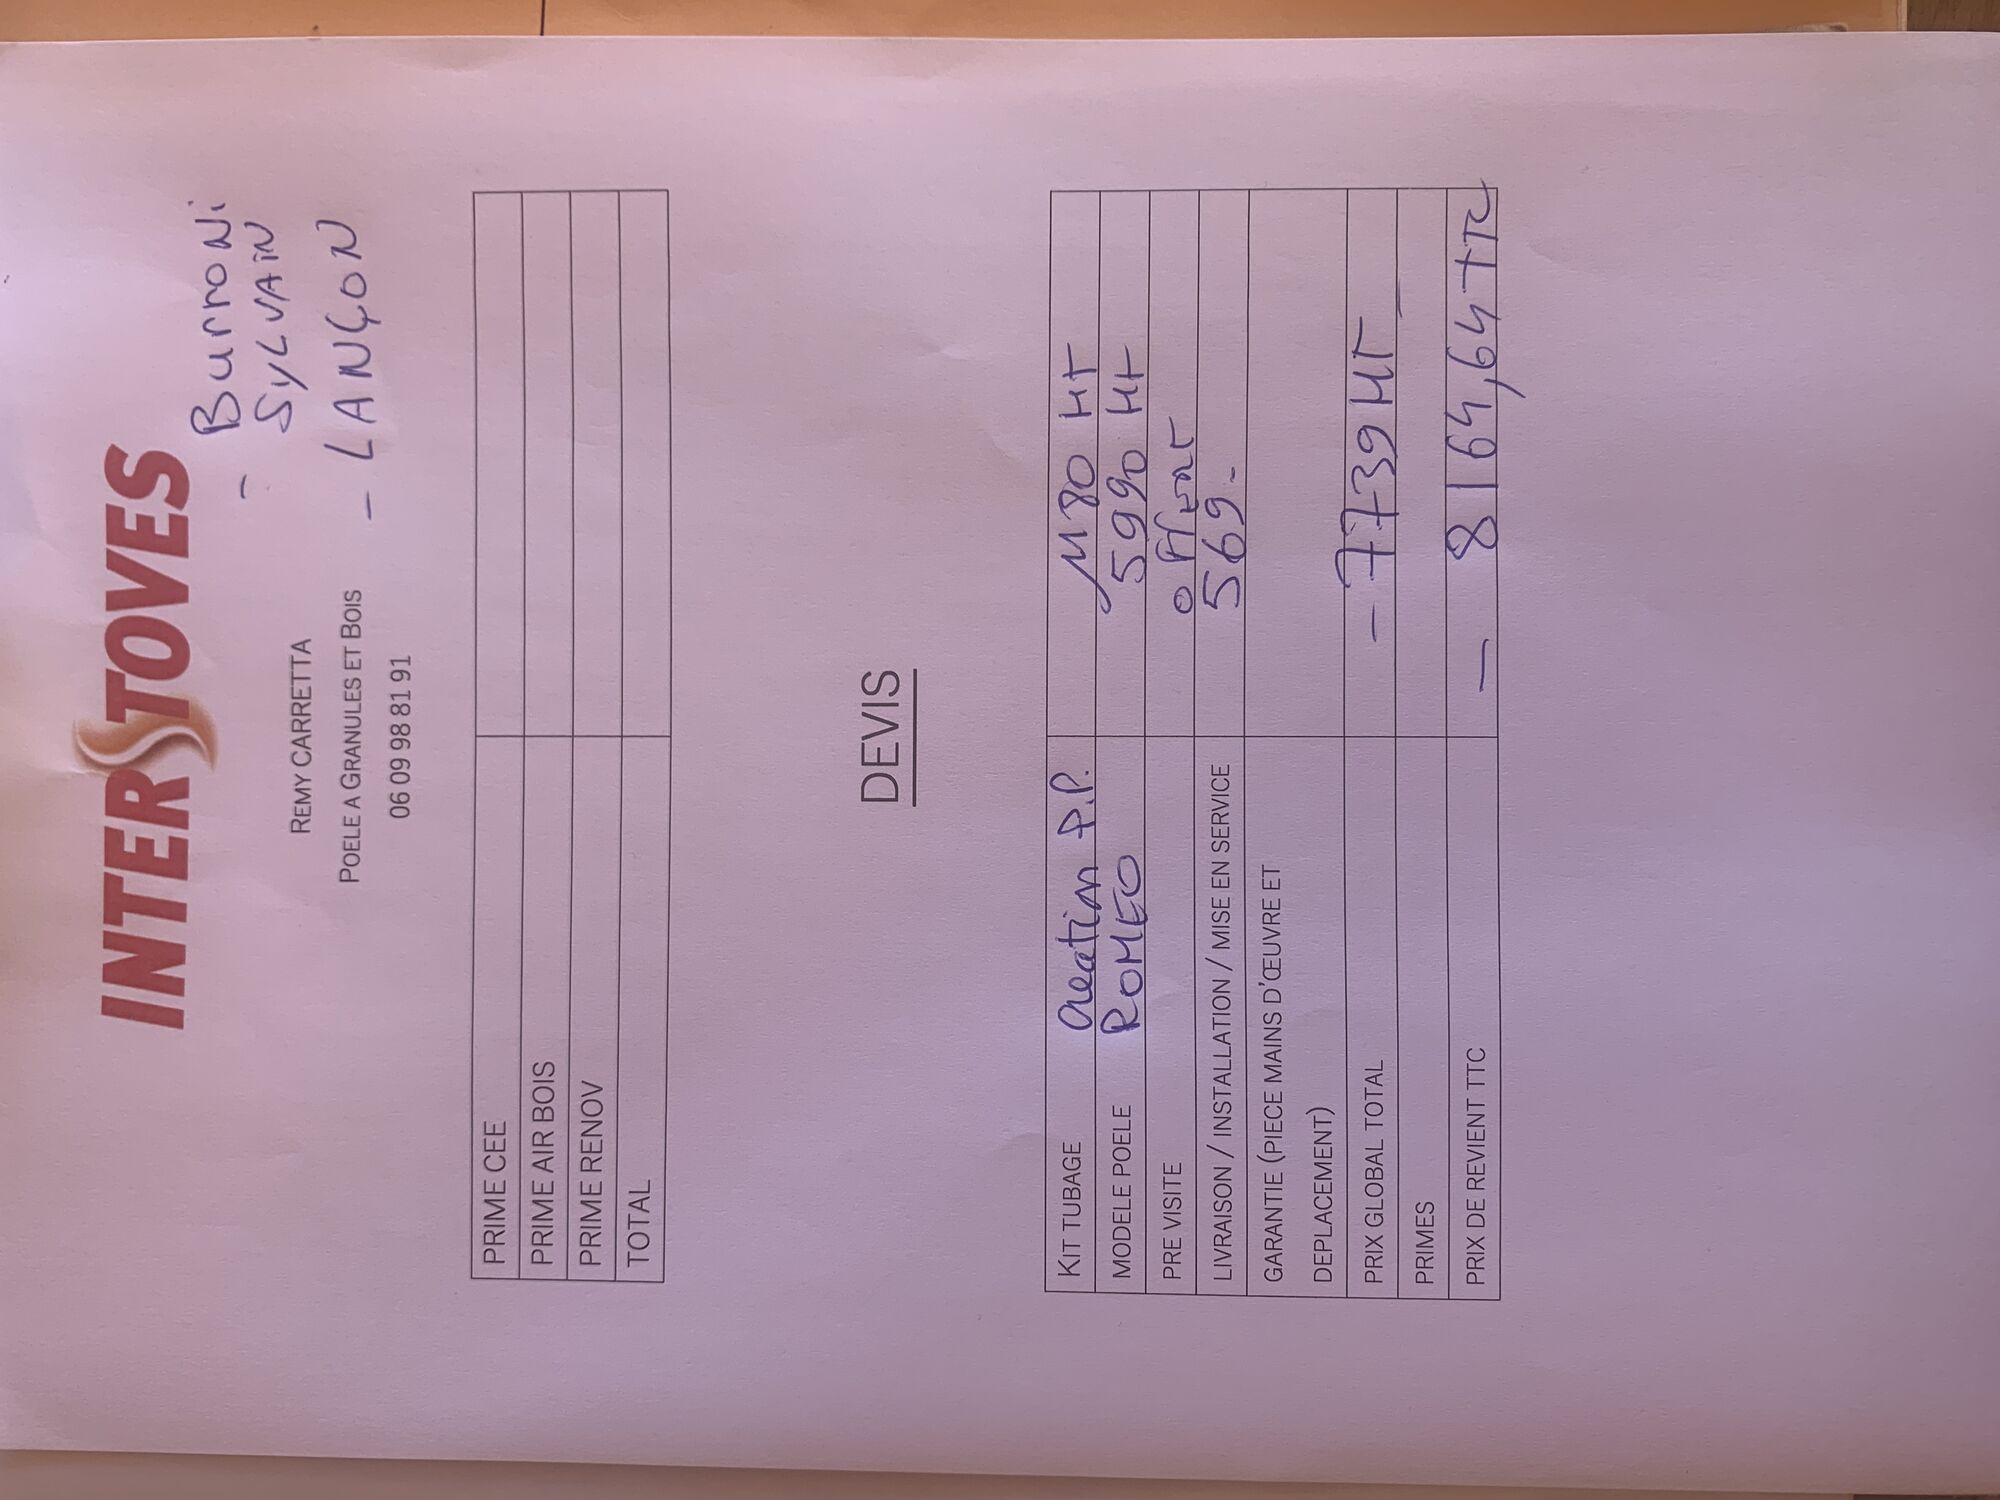 INTERSTOVES
- Burroni
SYLVAIN
- LANÇON
REMY CARRETTA
POELE A GRANULES ET BOIS
06 09 98 81 91
PRIME CEE
PRIME AIR BOIS
PRIME RENOV
TOTAL
DEVIS
KIT TUBAGE Création P.P. 1180 HT
MODELE POELE ROMEO 5990 HT
PRE VISITE offert
LIVRAISON / INSTALLATION / MISE EN SERVICE 569.-
GARANTIE (PIECE MAINS D'ŒUVRE ET
DEPLACEMENT)
PRIX GLOBAL TOTAL - 7739 HT
PRIMES -
PRIX DE REVIENT TTC - 8164,64 TTC